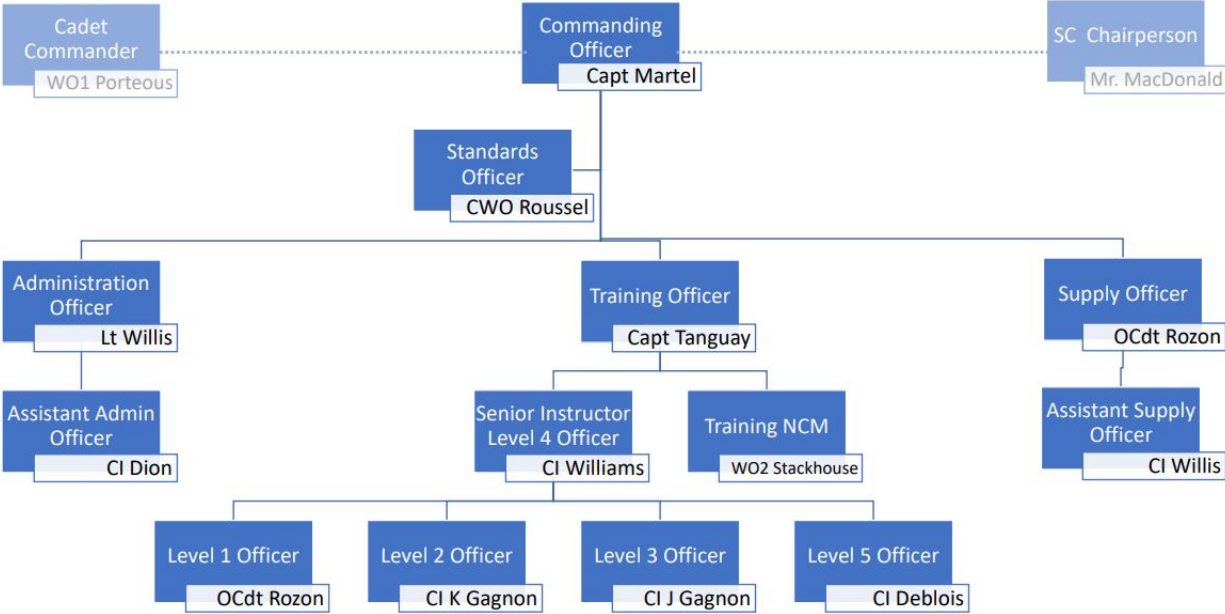 Cadet
Commander
WO1 Porteous
Commanding
Officer
Capt Martel
SC Chairperson
Mr. MacDonald
Standards
Officer
CWO Roussel
Administration
Officer
Lt Willis
Training Officer
Capt Tanguay
Supply Officer
OCdt Rozon
Assistant Admin
Officer
CI Dion
Senior Instructor
Level 4 Officer
CI Williams
Training NCM
WO2 Stackhouse
Assistant Supply
Officer
CI Willis
Level 1 Officer
OCdt Rozon
Level 2 Officer
CI K Gagnon
Level 3 Officer
CI J Gagnon
Level 5 Officer
CI Deblois